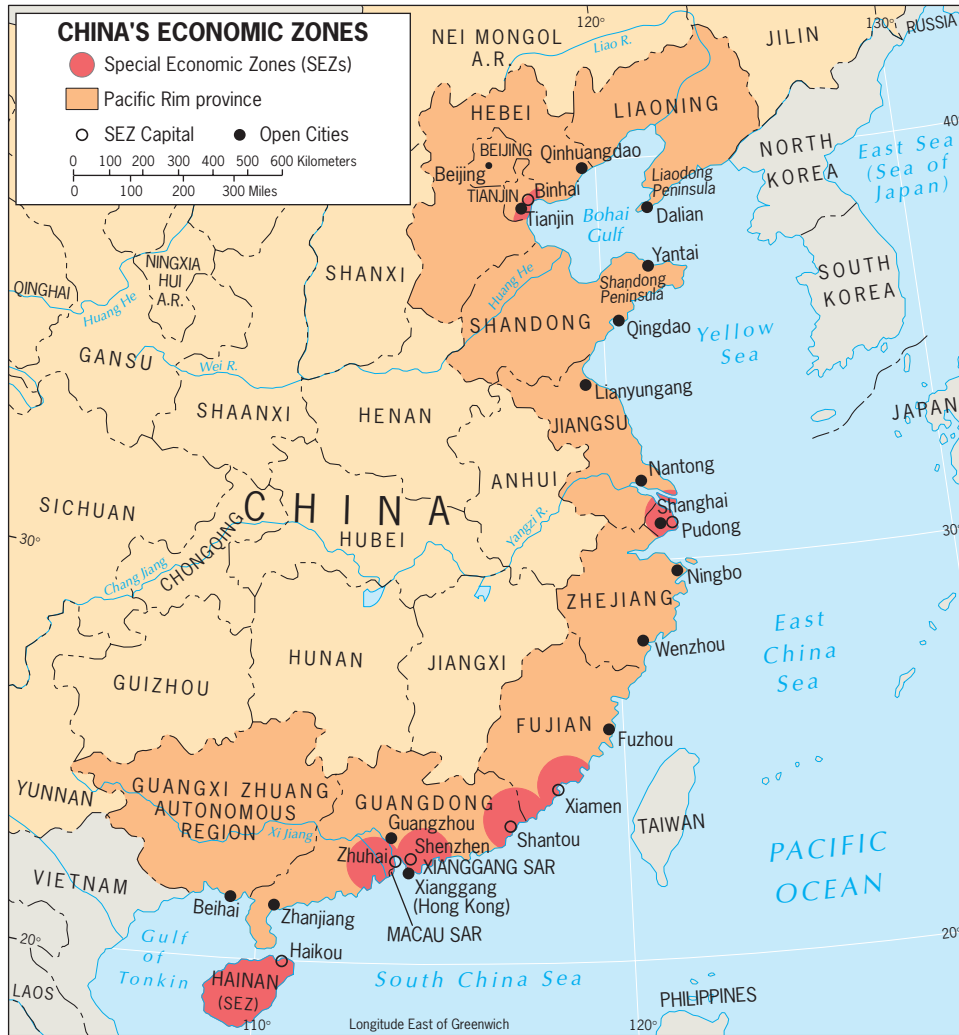 CHINA'S ECONOMIC ZONES
Special Economic Zones (SEZs)
Pacific Rim province
SEZ Capital
Open Cities
0 100 200 300 400 500 600 Kilometers
0 100 200 300 Miles
120°
130°
RUSSIA
NEI MONGOL
A.R.
Liao R.
JILIN
HEBEI
LIAONING
40°
BEIJING
Beijing
Qinhuangdao
NORTH
KOREA
East Sea
(Sea of
Japan)
TIANJIN
Binhai
Tianjin
Liaodong
Peninsula
Bohai
Gulf
Dalian
Yantai
NINGXIA
HUI
A.R.
SHANXI
SOUTH
KOREA
QINGHAI
Huang He
Huang He
Shandong
Peninsula
SHANDONG
Qingdao
Yellow
Sea
GANSU
Wei R.
Lianyungang
SHAANXI
HENAN
JIANGSU
JAPAN
ANHUI
Nantong
SICHUAN
CHINA
Shanghai
Pudong
30°
HUBEI
Yangzi R.
30°
CHONGQING
Chang Jiang
Ningbo
ZHEJIANG
East
China
Sea
Wenzhou
HUNAN
JIANGXI
GUIZHOU
FUJIAN
Fuzhou
YUNNAN
GUANGXI ZHUANG
AUTONOMOUS
REGION
GUANGDONG
Guangzhou
Xiamen
Shantou
TAIWAN
Xi Jiang
Zhuhai
Shenzhen
XIANGGANG SAR
Xianggang
(Hong Kong)
MACAU SAR
PACIFIC
OCEAN
VIETNAM
Beihai
Zhanjiang
20°
Gulf
of
Tonkin
Haikou
20°
HAINAN
(SEZ)
South China Sea
LAOS
PHILIPPINES
110°
Longitude East of Greenwich
120°